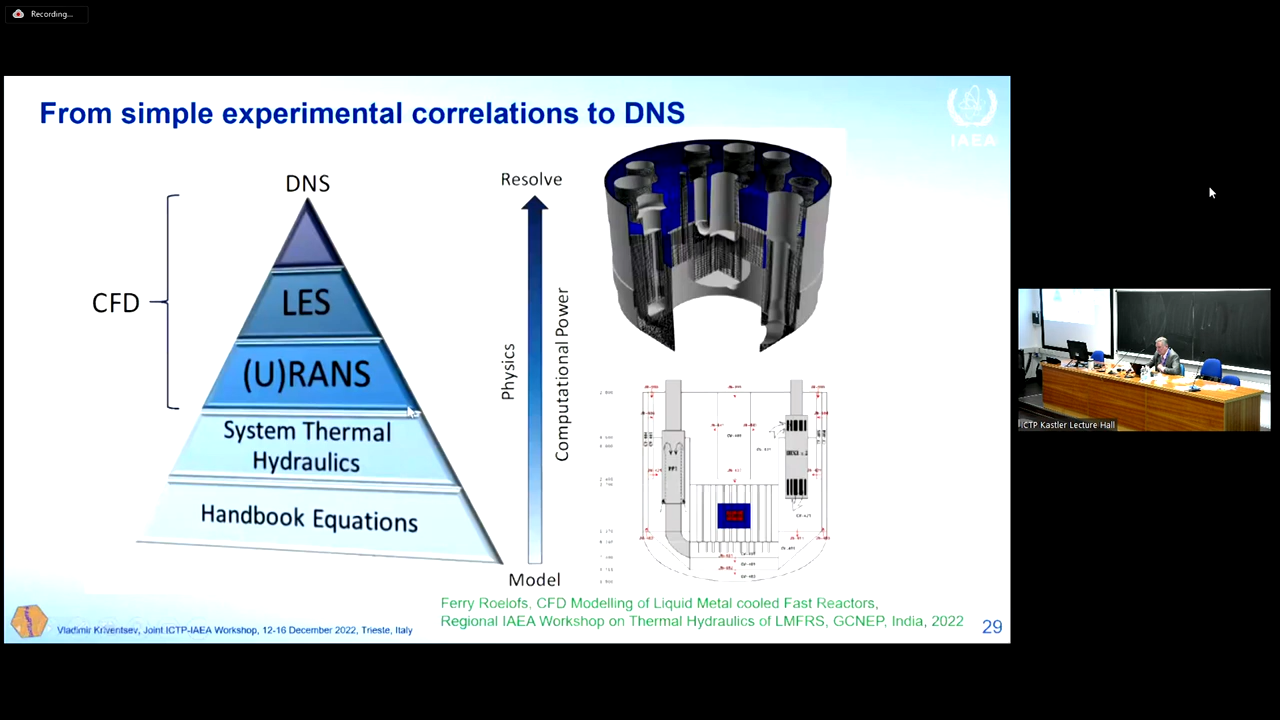 Recording...
From simple experimental correlations to DNS
IAEA
DNS
Resolve
CFD
LES
(U)RANS
System Thermal
Hydraulics
Handbook Equations
Physics
Computational Power
Model
Ferry Roelofs, CFD Modelling of Liquid Metal cooled Fast Reactors,
Regional IAEA Workshop on Thermal Hydraulics of LMFRS, GCNEP, India, 2022
Vladimir Kriventsev, Joint ICTP-IAEA Workshop, 12-16 December 2022, Trieste, Italy
29
ICTP Kastler Lecture Hall